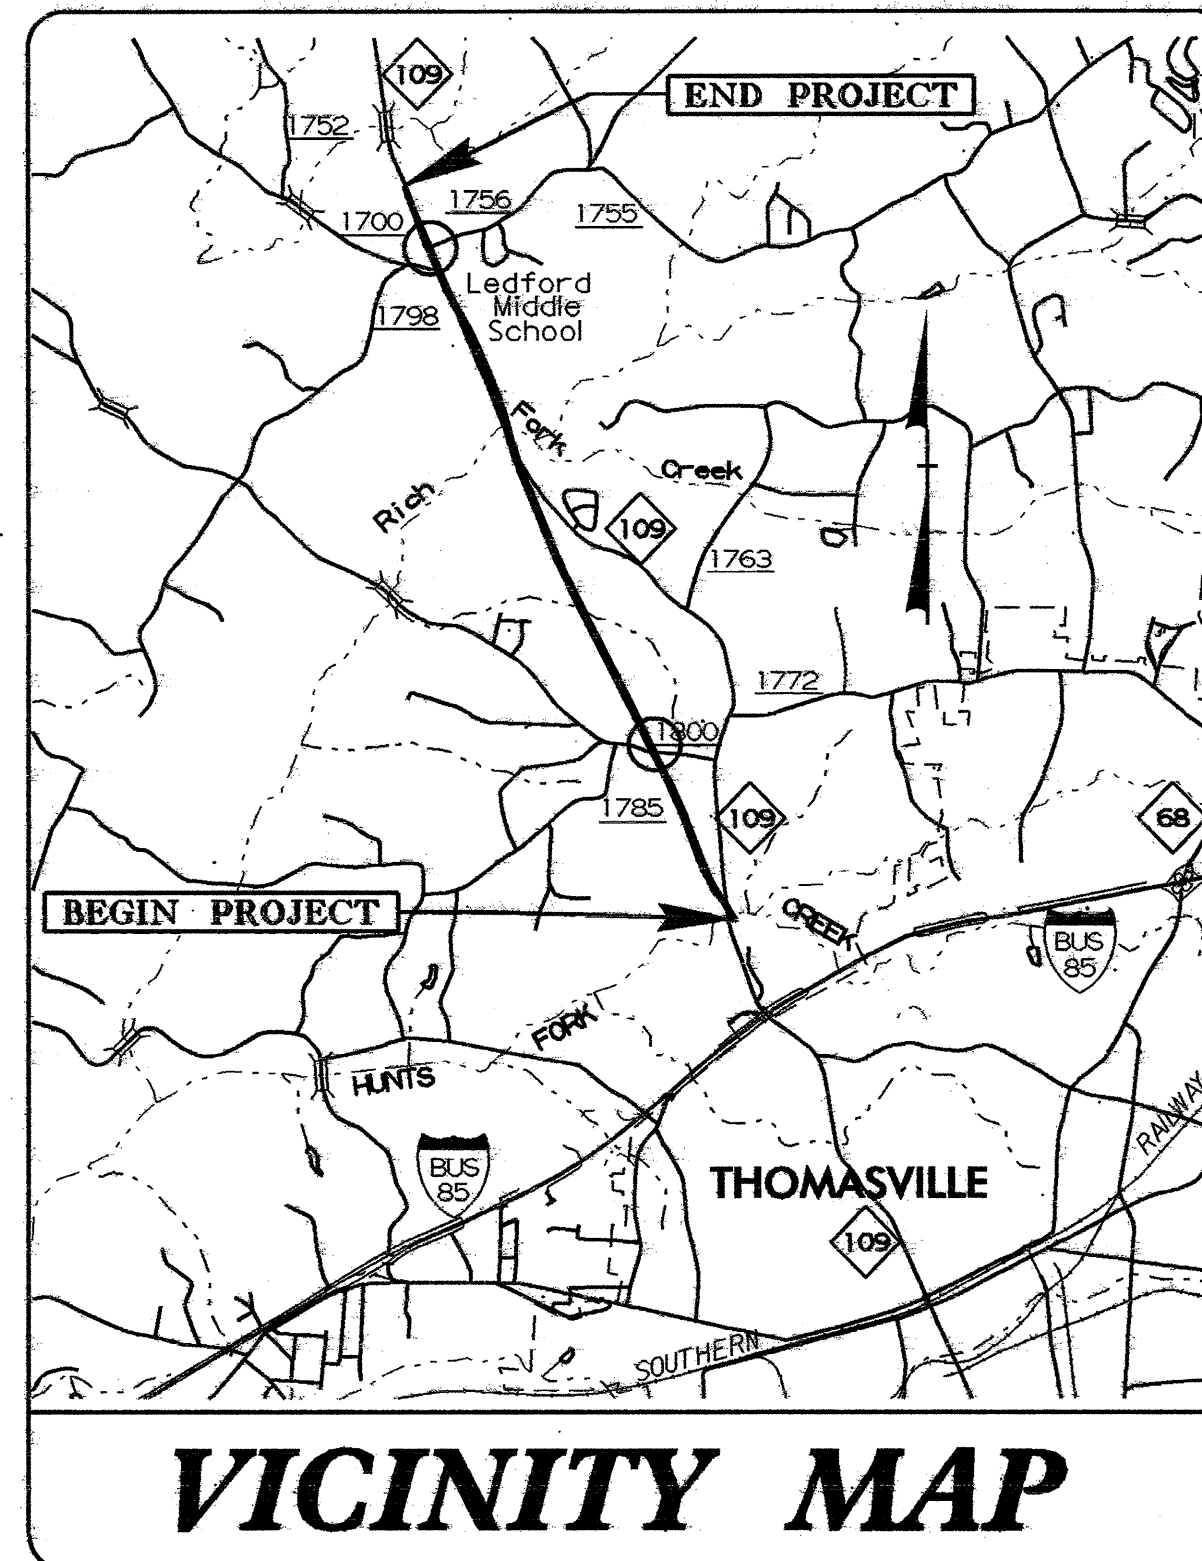 109
END PROJECT
1752
1756
1700
1755
Ledford
Middle
School
1798
Fork
Creek
Rich
109
1763
1772
1800
1785
109
68
BEGIN PROJECT
CREEK
BUS
85
FORK
HUNTS
RAILWAY
BUS
85
THOMASVILLE
109
SOUTHERN
VICINITY MAP